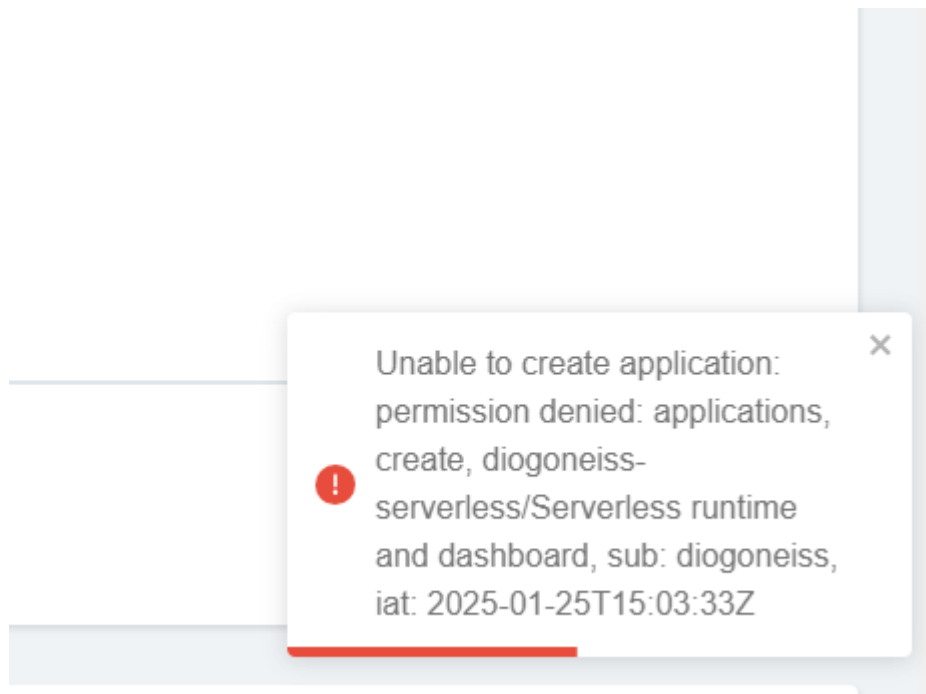 Unable to create application:
permission denied: applications,
create, diogoneiss-
serverless/Serverless runtime
and dashboard, sub: diogoneiss,
iat: 2025-01-25T15:03:33Z